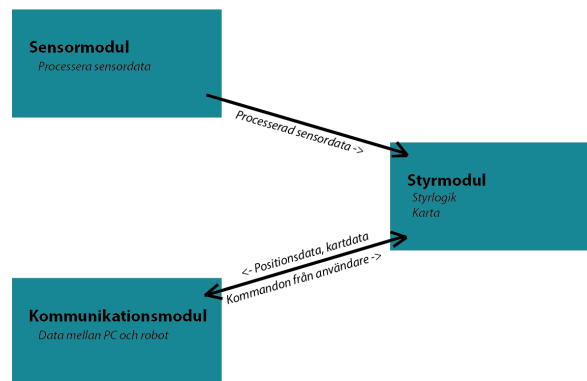 Sensormodul
Processera sensordata
Processerad sensordata ->
Styrmodul
Styrlogik
Karta
<- Positionsdata, kartdata
Kommandon från användare ->
Kommunikationsmodul
Data mellan PC och robot